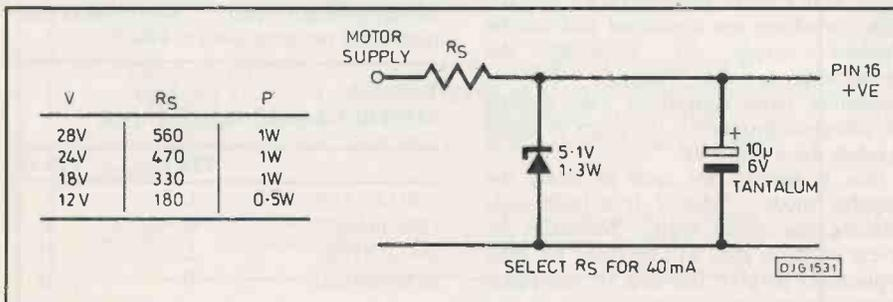 V RS P
28V 560 1W
24V 470 1W
18V 330 1W
12V 180 0·5W
MOTOR
SUPPLY
RS
5·1V
1·3W
+
10µ
6V
TANTALUM
PIN 16
+VE
SELECT RS FOR 40mA
DJG1531